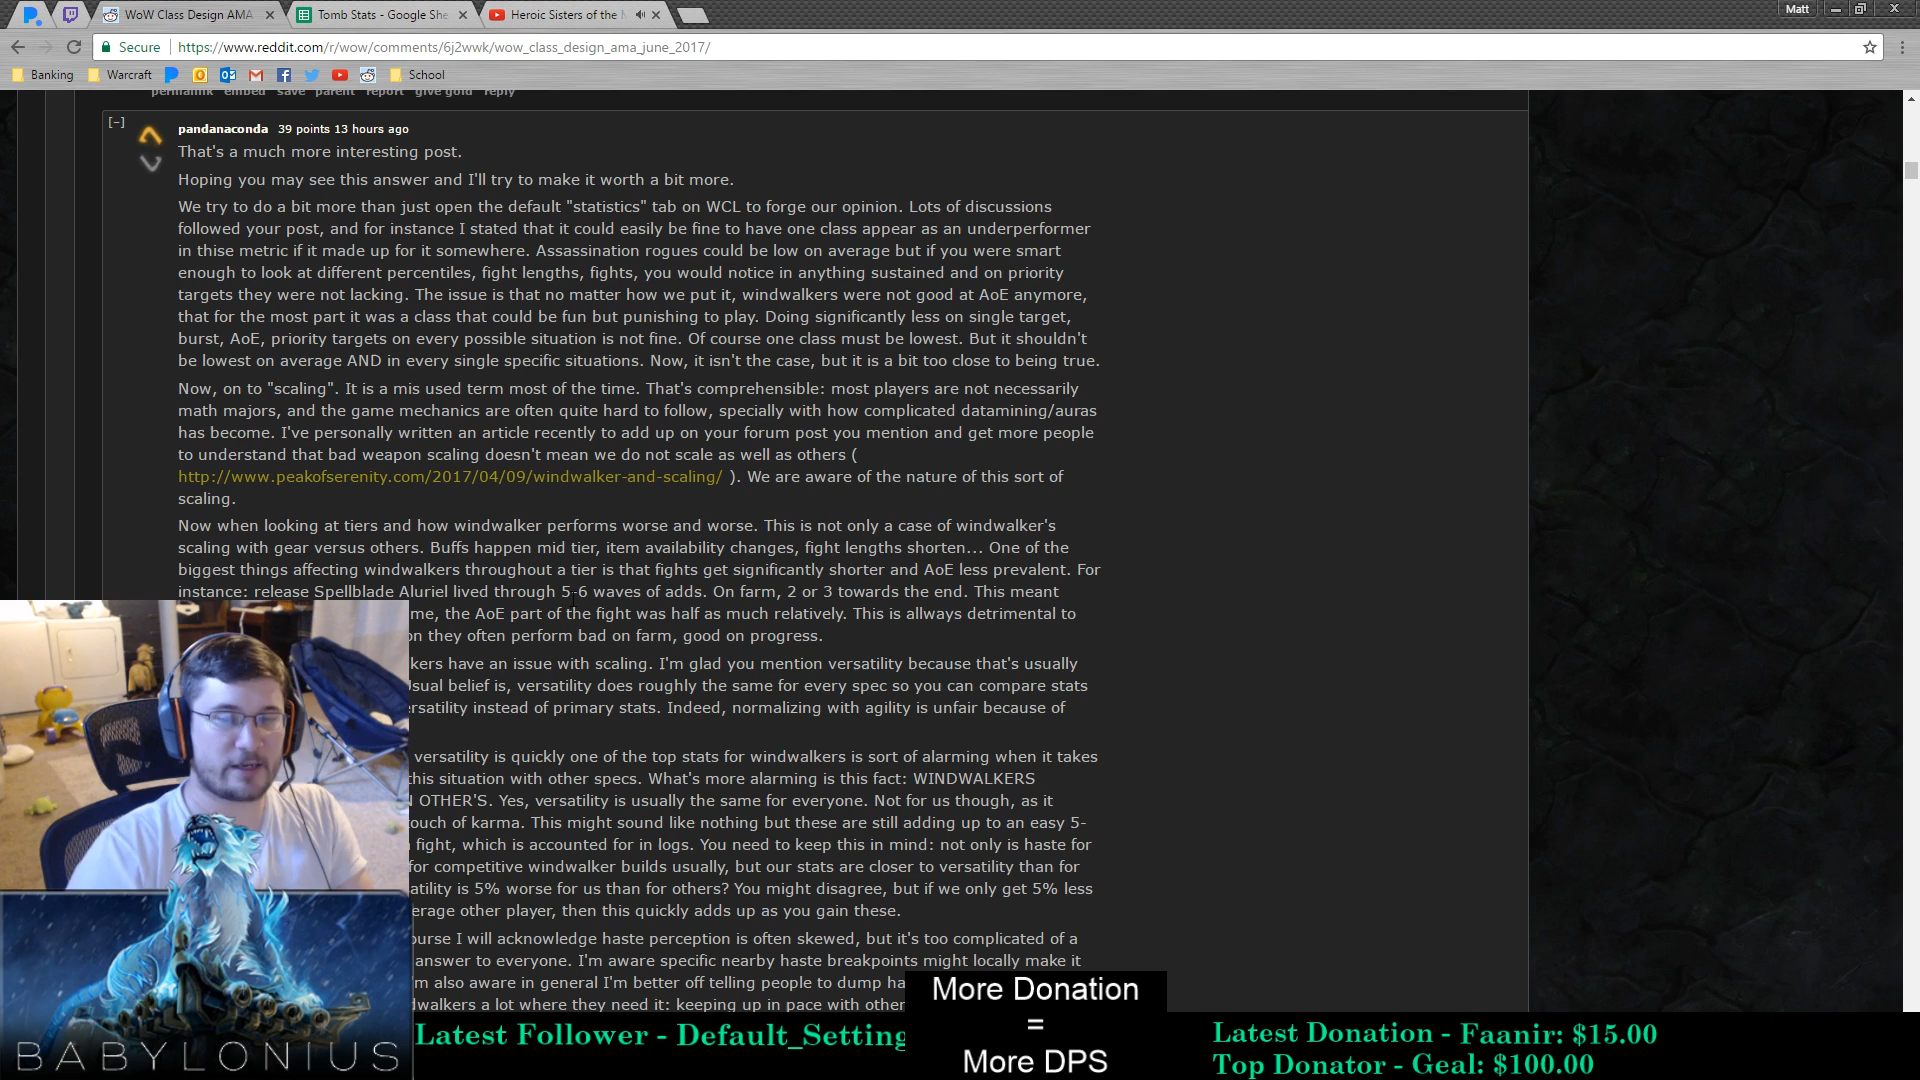 WoW Class Design AMA
Tomb Stats - Google She
Heroic Sisters of the
Matt
Secure
https://www.reddit.com/r/wow/comments/6j2wwk/wow_class_design_ama_june_2017/
Banking
Warcraft
School
permalink embed save parent report give gold reply
[–]
pandanaconda 39 points 13 hours ago
That's a much more interesting post.
Hoping you may see this answer and I'll try to make it worth a bit more.
We try to do a bit more than just open the default "statistics" tab on WCL to forge our opinion. Lots of discussions
followed your post, and for instance I stated that it could easily be fine to have one class appear as an underperformer
in thise metric if it made up for it somewhere. Assassination rogues could be low on average but if you were smart
enough to look at different percentiles, fight lengths, fights, you would notice in anything sustained and on priority
targets they were not lacking. The issue is that no matter how we put it, windwalkers were not good at AoE anymore,
that for the most part it was a class that could be fun but punishing to play. Doing significantly less on single target,
burst, AoE, priority targets on every possible situation is not fine. Of course one class must be lowest. But it shouldn't
be lowest on average AND in every single specific situations. Now, it isn't the case, but it is a bit too close to being true.
Now, on to "scaling". It is a mis used term most of the time. That's comprehensible: most players are not necessarily
math majors, and the game mechanics are often quite hard to follow, specially with how complicated datamining/auras
has become. I've personally written an article recently to add up on your forum post you mention and get more people
to understand that bad weapon scaling doesn't mean we do not scale as well as others (
http://www.peakofserenity.com/2017/04/09/windwalker-and-scaling/ ). We are aware of the nature of this sort of
scaling.
Now when looking at tiers and how windwalker performs worse and worse. This is not only a case of windwalker's
scaling with gear versus others. Buffs happen mid tier, item availability changes, fight lengths shorten... One of the
biggest things affecting windwalkers throughout a tier is that fights get significantly shorter and AoE less prevalent. For
instance: release Spellblade Aluriel lived through 5-6 waves of adds. On farm, 2 or 3 towards the end. This meant
me, the AoE part of the fight was half as much relatively. This is allways detrimental to
on they often perform bad on farm, good on progress.
kers have an issue with scaling. I'm glad you mention versatility because that's usually
Usual belief is, versatility does roughly the same for every spec so you can compare stats
rsatility instead of primary stats. Indeed, normalizing with agility is unfair because of
versatility is quickly one of the top stats for windwalkers is sort of alarming when it takes
this situation with other specs. What's more alarming is this fact: WINDWALKERS
N OTHER'S. Yes, versatility is usually the same for everyone. Not for us though, as it
ouch of karma. This might sound like nothing but these are still adding up to an easy 5-
fight, which is accounted for in logs. You need to keep this in mind: not only is haste for
for competitive windwalker builds usually, but our stats are closer to versatility than for
atility is 5% worse for us than for others? You might disagree, but if we only get 5% less
erage other player, then this quickly adds up as you gain these.
ourse I will acknowledge haste perception is often skewed, but it's too complicated of a
answer to everyone. I'm aware specific nearby haste breakpoints might locally make it
m also aware in general I'm better off telling people to dump ha
dwalkers a lot where they need it: keeping up in pace with other
More Donation
=
More DPS
BABYLONIUS
Latest Follower - Default_Setting
Latest Donation - Faanir: $15.00
Top Donator - Geal: $100.00